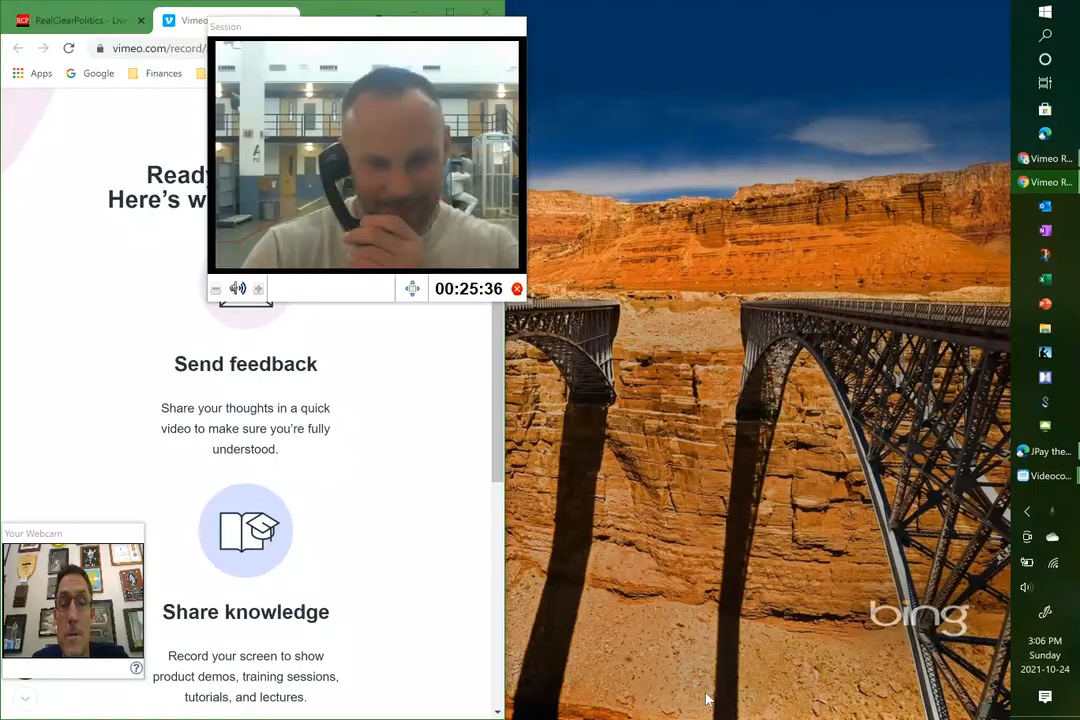 RCP RealClearPolitics - Live
Vimeo
Session
vimeo.com/record/
Apps
Google
Finances
Ready
Here's w
00:25:36
Send feedback
Share your thoughts in a quick
video to make sure you're fully
understood.
Your Webcam
Share knowledge
Record your screen to show
product demos, training sessions,
tutorials, and lectures.
bing
Vimeo R...
Vimeo R...
JPay the...
Videoco...
3:06 PM
Sunday
2021-10-24